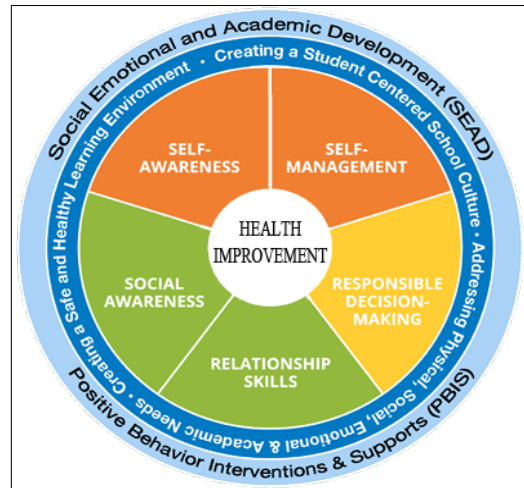 Social Emotional and Academic Development (SEAD)
Creating a Safe and Healthy Learning Environment • Creating a Student Centered School Culture • Addressing Physical, Social, Emotional & Academic Needs •
SELF-
AWARENESS
SELF-
MANAGEMENT
HEALTH
IMPROVEMENT
SOCIAL
AWARENESS
RESPONSIBLE
DECISION-
MAKING
RELATIONSHIP
SKILLS
Positive Behavior Interventions & Supports (PBIS)